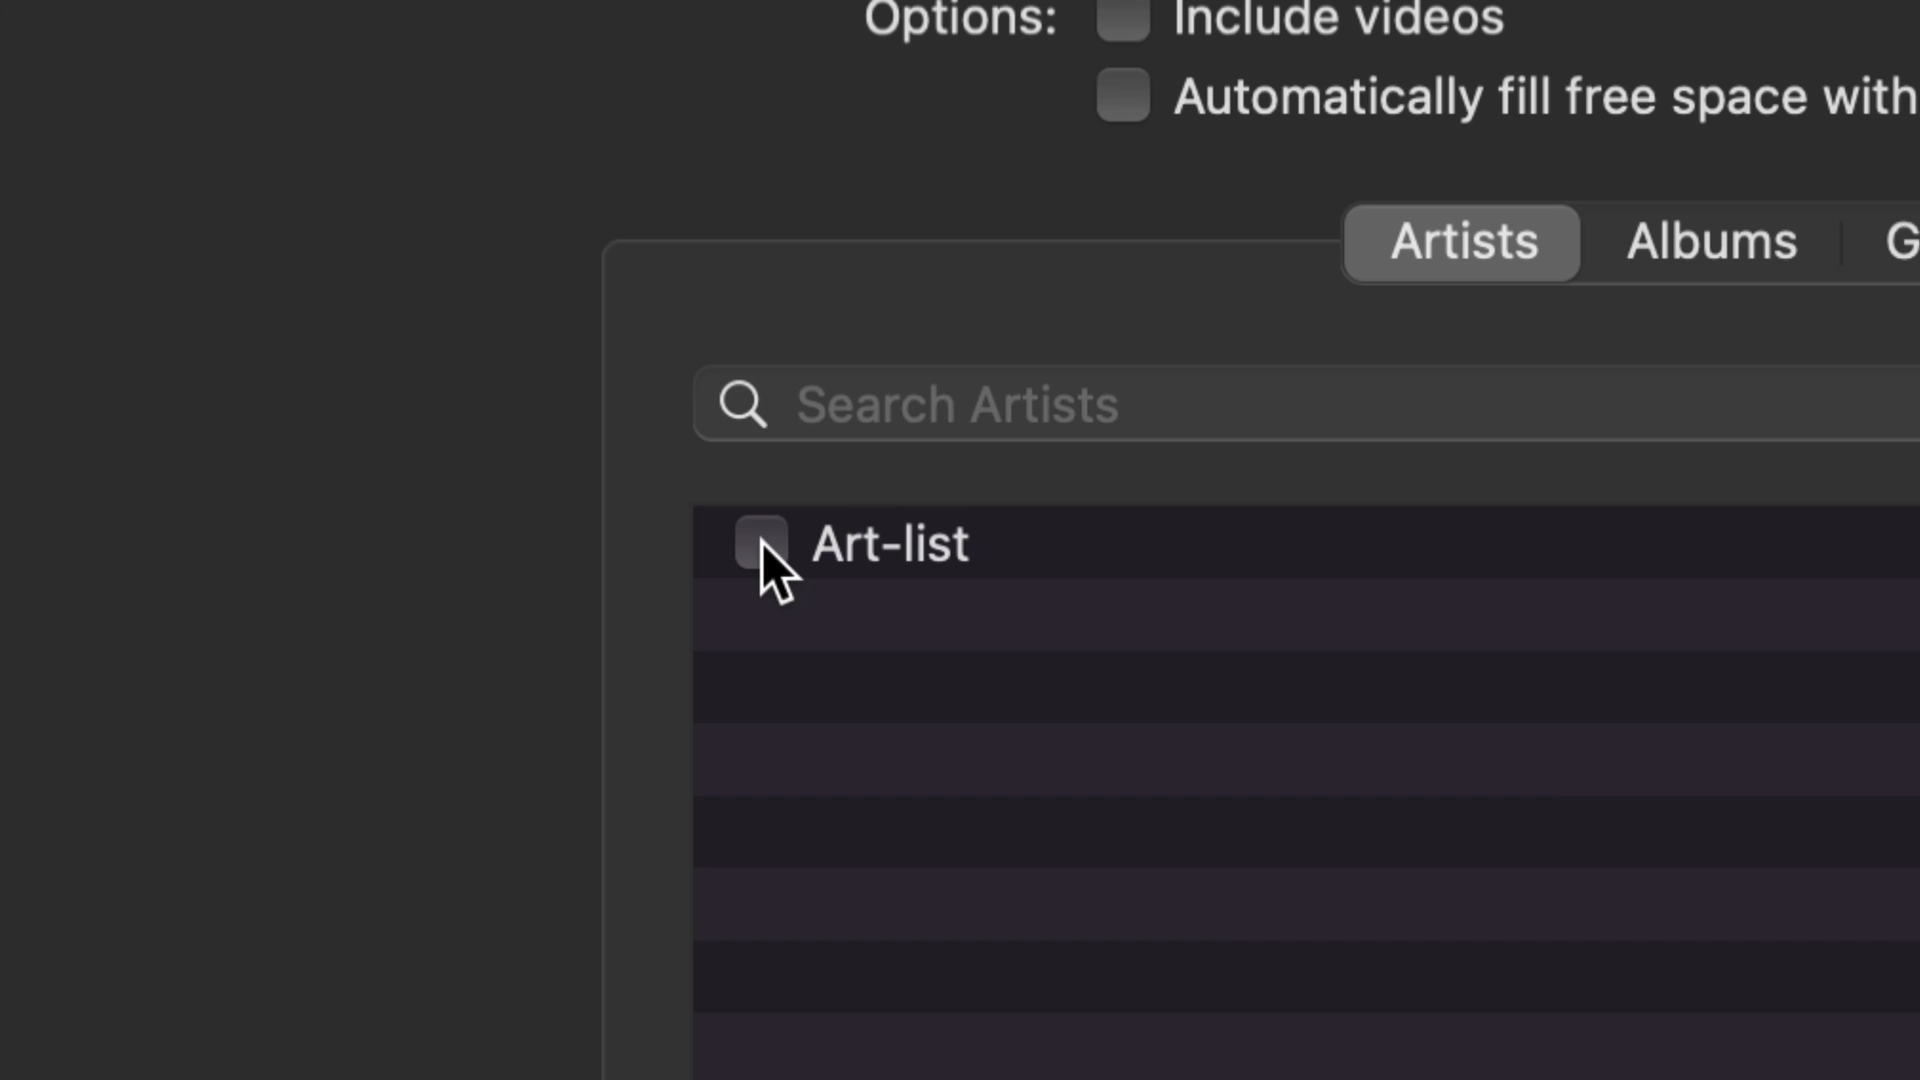 Options: Include videos
Automatically fill free space with
Artists Albums G
Search Artists
Art-list